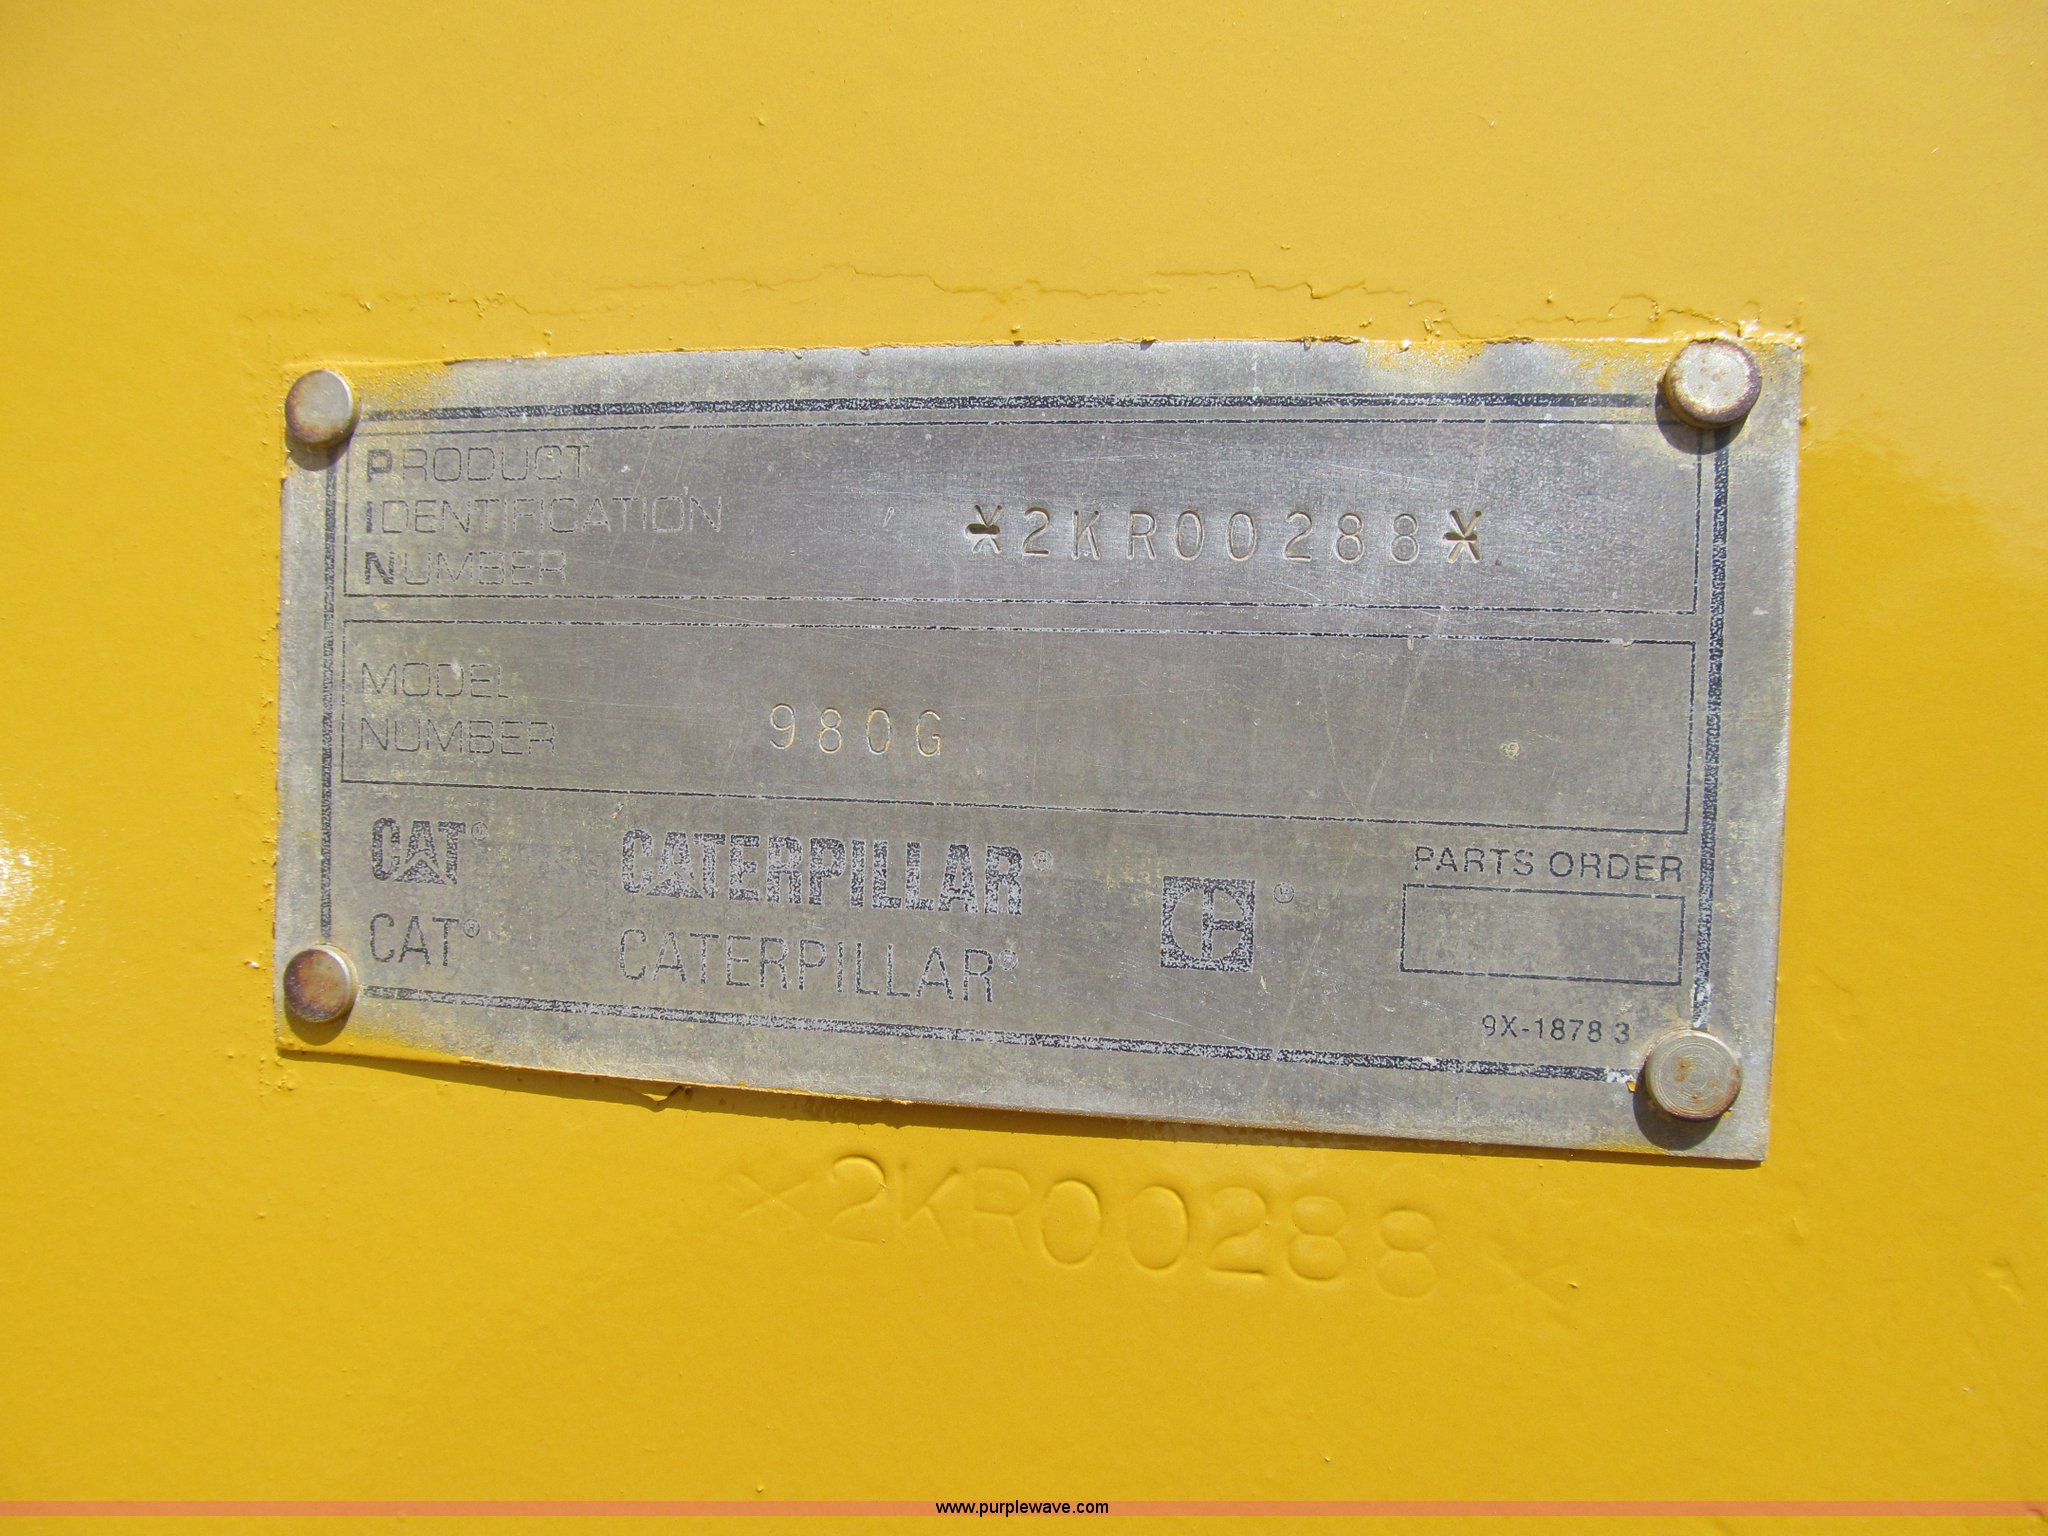 PRODUCT
IDENTIFICATION
NUMBER
*2KR00288*
MODEL
NUMBER
980G
CAT® CATERPILLAR® ®
CAT® CATERPILLAR®
PARTS ORDER
9X-1878 3
*2KR00288*
www.purplewave.com